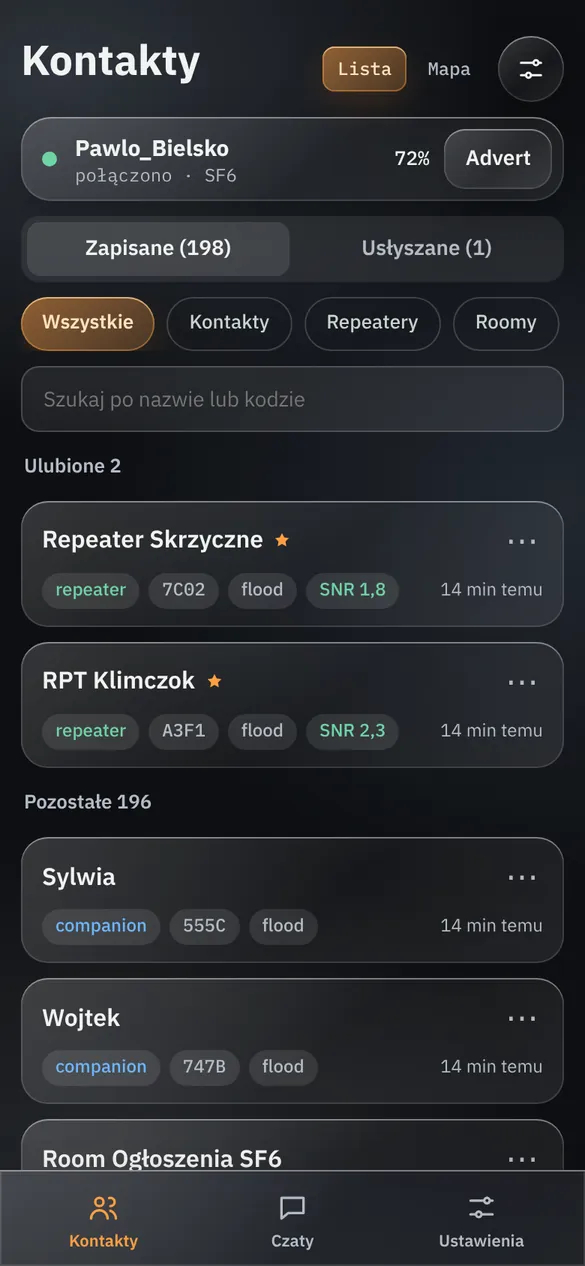 Kontakty
Lista
Mapa
Pawlo_Bielsko
połączono · SF6
72%
Advert
Zapisane (198)
Usłyszane (1)
Wszystkie
Kontakty
Repeatery
Roomy
Szukaj po nazwie lub kodzie
Ulubione 2
Repeater Skrzyczne
repeater 7C02 flood SNR 1,8 14 min temu
RPT Klimczok
repeater A3F1 flood SNR 2,3 14 min temu
Pozostałe 196
Sylwia
companion 555C flood 14 min temu
Wojtek
companion 747B flood 14 min temu
Room Ogłoszenia SF6
Kontakty
Czaty
Ustawienia